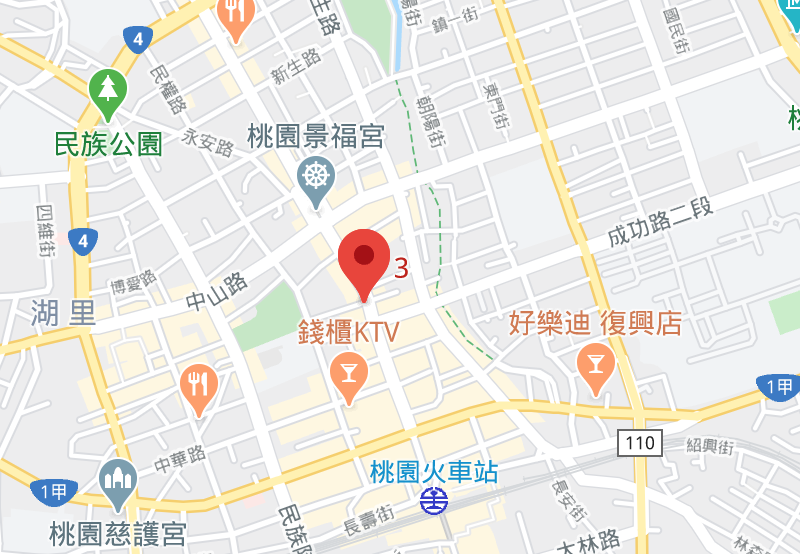 鎮一街
國民街
4
新生路
民權路
朝陽街
東門街
民族公園
永安路
桃園景福宮
四維街
4
成功路二段
3
博愛路
中山路
湖里
錢櫃KTV
好樂迪 復興店
1甲
110
紹興街
中華路
桃園火車站
1甲
長安街
長壽街
桃園慈護宮
民族
大林路
林森